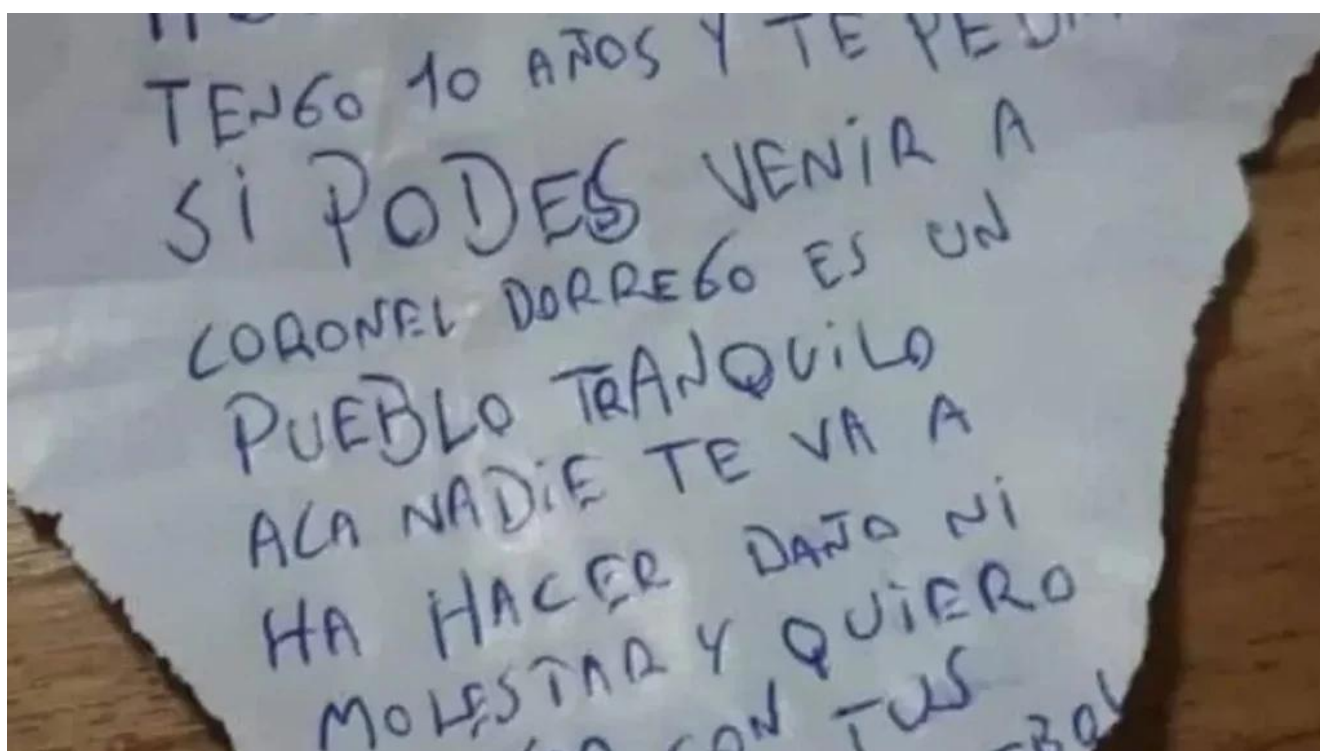 TENGO 10 AÑOS Y TE
SI PODES VENIR A
CORONEL DORREGO ES UN
PUEBLO TRANQUILO
ACA NADIE TE VA A
HA HACER DAÑO NI
MOLESTAR Y QUIERO
CON TUS